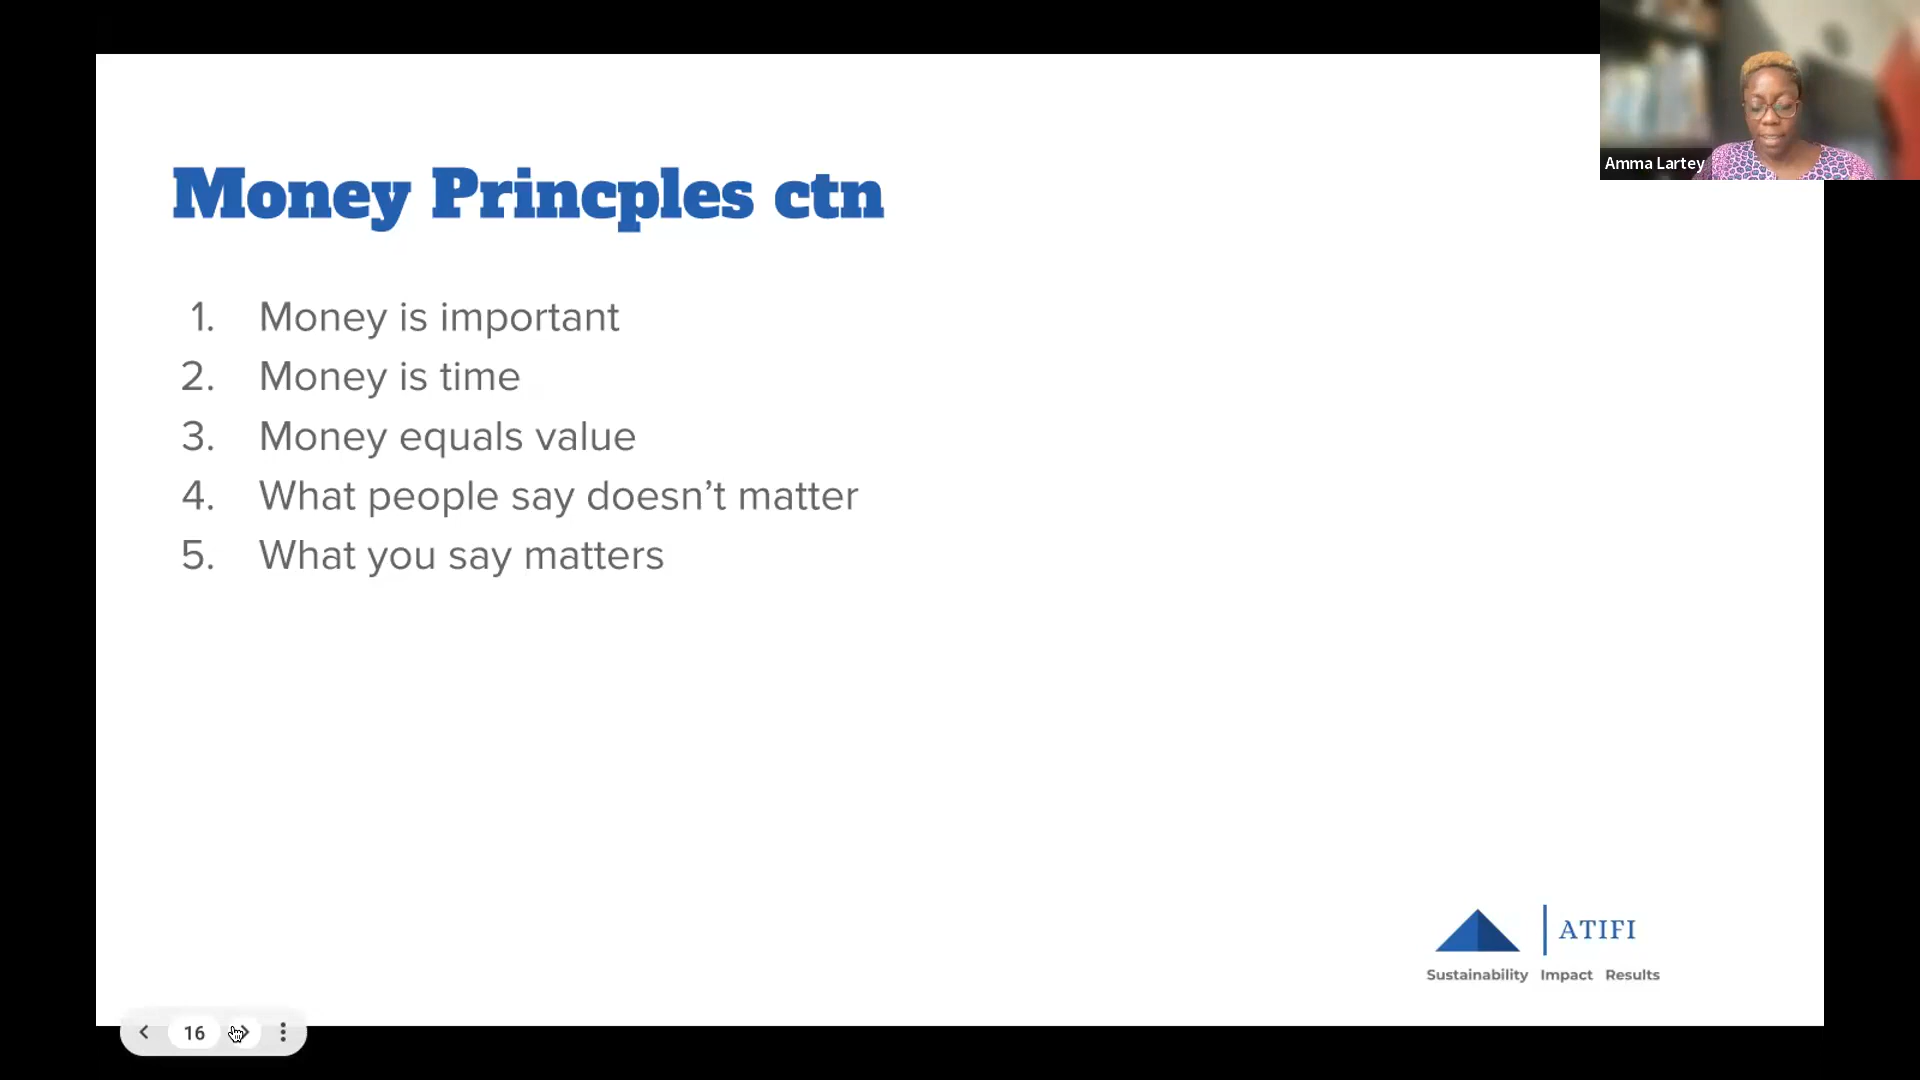 Amma Lartey
Money Princples ctn
1. Money is important
2. Money is time
3. Money equals value
4. What people say doesn’t matter
5. What you say matters
ATIFI
Sustainability Impact Results
16